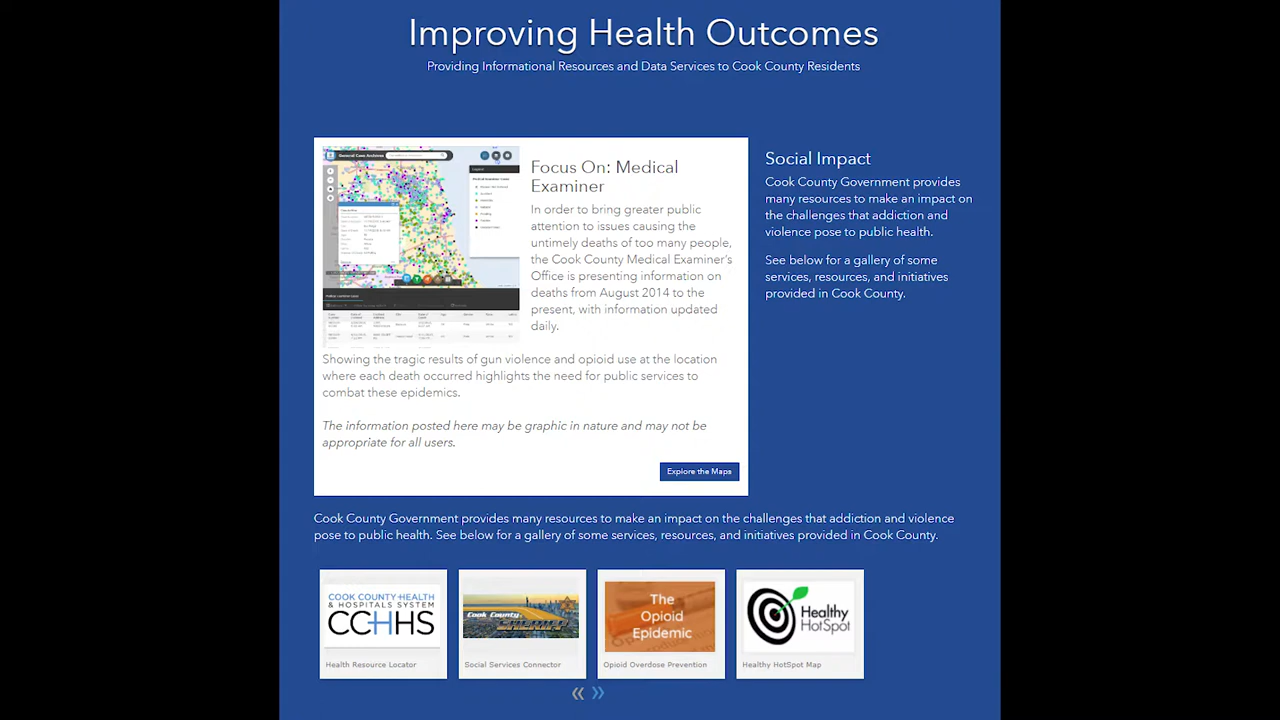 Improving Health Outcomes
Providing Informational Resources and Data Services to Cook County Residents
General Case Archives
Focus On: Medical
Examiner
In order to bring greater public
attention to issues causing the
untimely deaths of too many people,
the Cook County Medical Examiner's
Office is presenting information on
deaths from August 2014 to the
present, with information updated
daily.
Showing the tragic results of gun violence and opioid use at the location
where each death occurred highlights the need for public services to
combat these epidemics.
The information posted here may be graphic in nature and may not be
appropriate for all users.
Explore the Maps
Social Impact
Cook County Government provides
many resources to make an impact on
the challenges that addiction and
violence pose to public health.
See below for a gallery of some
services, resources, and initiatives
provided in Cook County.
Cook County Government provides many resources to make an impact on the challenges that addiction and violence
pose to public health. See below for a gallery of some services, resources, and initiatives provided in Cook County.
COOK COUNTY HEALTH
& HOSPITALS SYSTEM
CCHHS
Health Resource Locator
Cook County
SHERIFF
Social Services Connector
The
Opioid
Epidemic
Opioid Overdose Prevention
Healthy
HotSpot
Healthy HotSpot Map